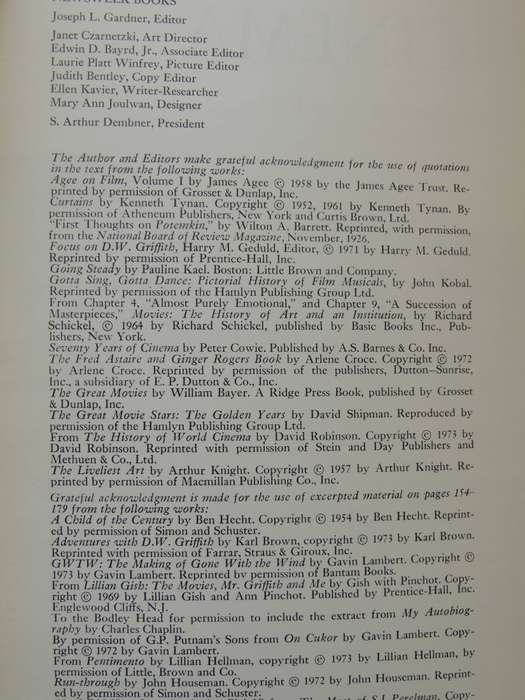 NEWSWEEK BOOKS
Joseph L. Gardner, Editor
Janet Czarnetzki, Art Director
Edwin D. Bayrd, Jr., Associate Editor
Laurie Platt Winfrey, Picture Editor
Judith Bentley, Copy Editor
Ellen Kavier, Writer-Researcher
Mary Ann Joulwan, Designer
S. Arthur Dembner, President
The Author and Editors make grateful acknowledgment for the use of quotations
in the text from the following works:
Agee on Film, Volume I by James Agee © 1958 by the James Agee Trust. Re-
printed by permission of Grosset & Dunlap, Inc.
Curtains by Kenneth Tynan. Copyright © 1952, 1961 by Kenneth Tynan. By
permission of Atheneum Publishers, New York and Curtis Brown, Ltd.
"First Thoughts on Potemkin," by Wilton A. Barrett. Reprinted, with permission,
from the National Board of Review Magazine, November, 1926.
Focus on D.W. Griffith, Harry M. Geduld, Editor, © 1971 by Harry M. Geduld.
Reprinted by permission of Prentice-Hall, Inc.
Going Steady by Pauline Kael. Boston: Little Brown and Company.
Gotta Sing, Gotta Dance: Pictorial History of Film Musicals, by John Kobal.
Reprinted by permission of the Hamlyn Publishing Group Ltd.
From Chapter 4, "Almost Purely Emotional," and Chapter 9, "A Succession of
Masterpieces," Movies: The History of Art and an Institution, by Richard
Schickel, © 1964 by Richard Schickel, published by Basic Books Inc., Pub-
lishers, New York.
Seventy Years of Cinema by Peter Cowie. Published by A.S. Barnes & Co. Inc.
The Fred Astaire and Ginger Rogers Book by Arlene Croce. Copyright © 1972
by Arlene Croce. Reprinted by permission of the publishers, Dutton-Sunrise,
Inc., a subsidiary of E. P. Dutton & Co., Inc.
The Great Movies by William Bayer. A Ridge Press Book, published by Grosset
& Dunlap, Inc.
The Great Movie Stars: The Golden Years by David Shipman. Reproduced by
permission of the Hamlyn Publishing Group Ltd.
From The History of World Cinema by David Robinson. Copyright © 1973 by
David Robinson. Reprinted with permission of Stein and Day Publishers and
Methuen & Co., Ltd.
The Liveliest Art by Arthur Knight. Copyright © 1957 by Arthur Knight. Re-
printed by permission of Macmillan Publishing Co., Inc.
Grateful acknowledgment is made for the use of excerpted material on pages 154-
179 from the following works:
A Child of the Century by Ben Hecht. Copyright © 1954 by Ben Hecht. Reprint-
ed by permission of Simon and Schuster.
Adventures with D.W. Griffith by Karl Brown, copyright © 1973 by Karl Brown.
Reprinted with permission of Farrar, Straus & Giroux, Inc.
GWTW: The Making of Gone With the Wind by Gavin Lambert. Copyright ©
1973 by Gavin Lambert. Reprinted by permission of Bantam Books.
From Lillian Gish: The Movies, Mr. Griffith and Me by Gish with Pinchot. Copy-
right © 1969 by Lillian Gish and Ann Pinchot. Published by Prentice-Hall, Inc.
Englewood Cliffs, N.J.
To the Bodley Head for permission to include the extract from My Autobiog-
raphy by Charles Chaplin.
By permission of G.P. Putnam's Sons from On Cukor by Gavin Lambert. Copy-
right © 1972 by Gavin Lambert.
From Pentimento by Lillian Hellman, copyright © 1973 by Lillian Hellman, by
permission of Little, Brown and Co.
Run-through by John Houseman. Copyright © 1972 by John Houseman. Re-
printed by permission of Simon and Schuster.
The Most of S.J. Perelman. Copy-